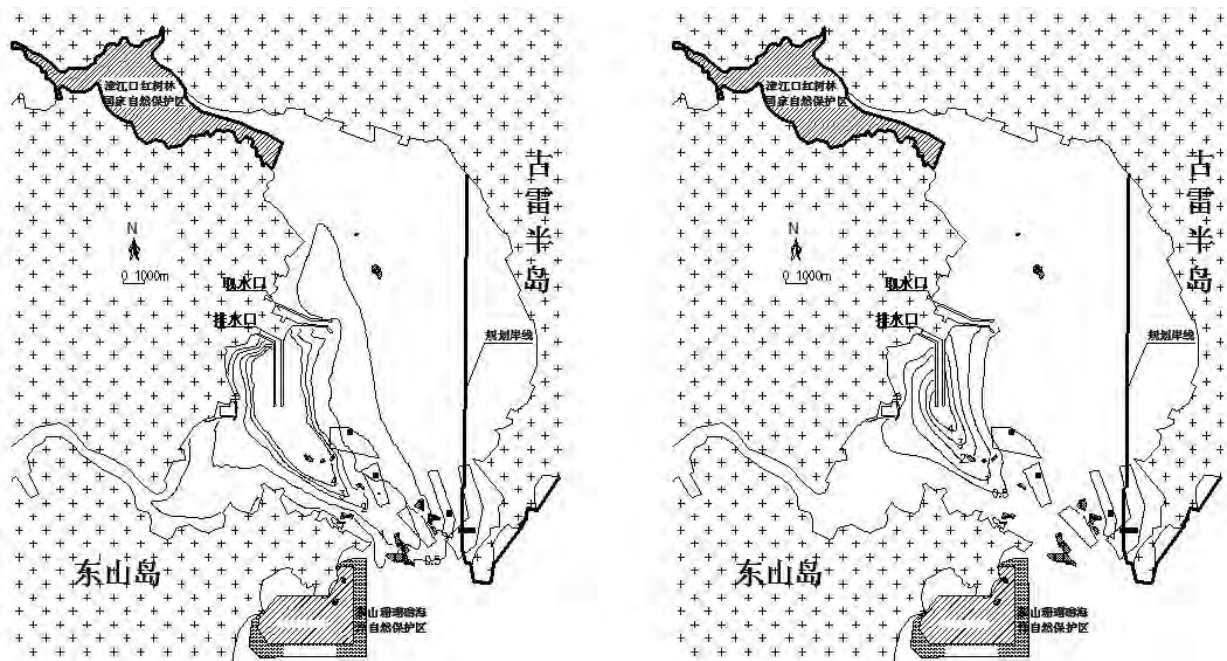 漳江口红树林
国家自然保护区
古雷半岛
N
0 1000m
取水口
排水口
规划岸线
0.5
东山岛
东山珊瑚海
自然保护区
漳江口红树林
国家自然保护区
古雷半岛
N
0 1000m
取水口
排水口
规划岸线
0.5
东山岛
东山珊瑚海
自然保护区